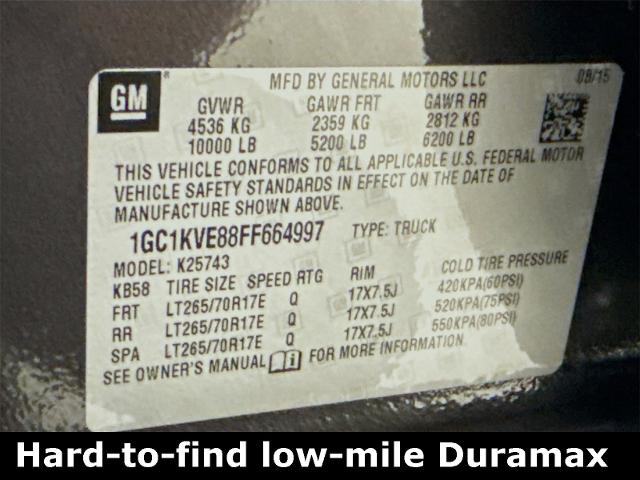 GM
MFD BY GENERAL MOTORS LLC 08/15
GVWR GAWR FRT GAWR RR
4536 KG 2359 KG 2812 KG
10000 LB 5200 LB 6200 LB
THIS VEHICLE CONFORMS TO ALL APPLICABLE U.S. FEDERAL MOTOR
VEHICLE SAFETY STANDARDS IN EFFECT ON THE DATE OF
MANUFACTURE SHOWN ABOVE.
1GC1KVE88FF664997 TYPE: TRUCK
MODEL: K25743
KB58 TIRE SIZE SPEED RTG RIM COLD TIRE PRESSURE
FRT LT265/70R17E Q 17X7.5J 420KPA(60PSI)
RR LT265/70R17E Q 17X7.5J 520KPA(75PSI)
SPA LT265/70R17E Q 17X7.5J 550KPA(80PSI)
SEE OWNER'S MANUAL i FOR MORE INFORMATION.
Hard-to-find low-mile Duramax